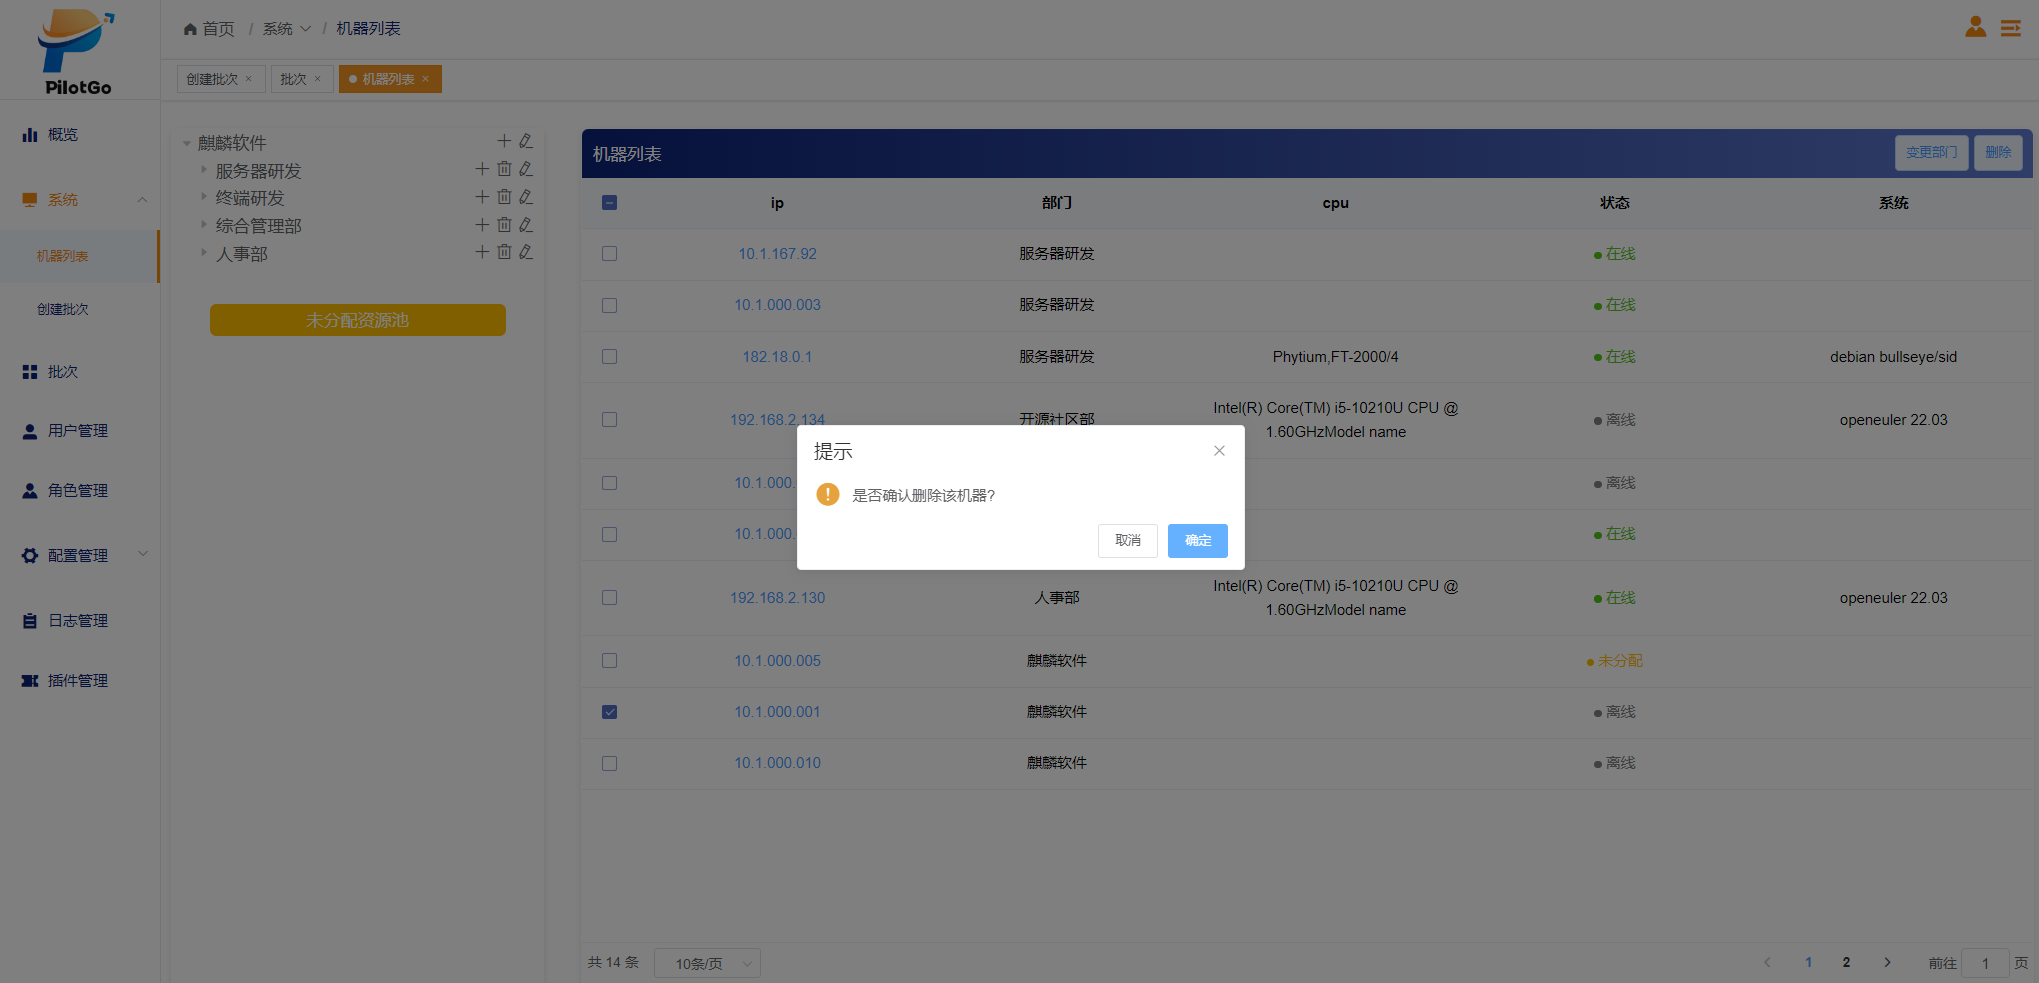 PilotGo
首页 / 系统 / 机器列表
创建批次 × 批次 × 机器列表 ×
概览
系统
机器列表
创建批次
批次
用户管理
角色管理
配置管理
日志管理
插件管理
麒麟软件
服务器研发
终端研发
综合管理部
人事部
未分配资源池
机器列表 变更部门 删除
ip 部门 cpu 状态 系统
10.1.167.92 服务器研发 在线
10.1.000.003 服务器研发 在线
182.18.0.1 服务器研发 Phytium,FT-2000/4 在线 debian bullseye/sid
192.168.2.134 开源社区部 Intel(R) Core(TM) i5-10210U CPU @ 离线 openeuler 22.03
1.60GHzModel name
10.1.000. 离线
10.1.000. 在线
192.168.2.130 人事部 Intel(R) Core(TM) i5-10210U CPU @ 在线 openeuler 22.03
1.60GHzModel name
10.1.000.005 麒麟软件 未分配
10.1.000.001 麒麟软件 离线
10.1.000.010 麒麟软件 离线
提示
是否确认删除该机器?
取消 确定
共 14 条 10条/页 1 2 前往 1 页